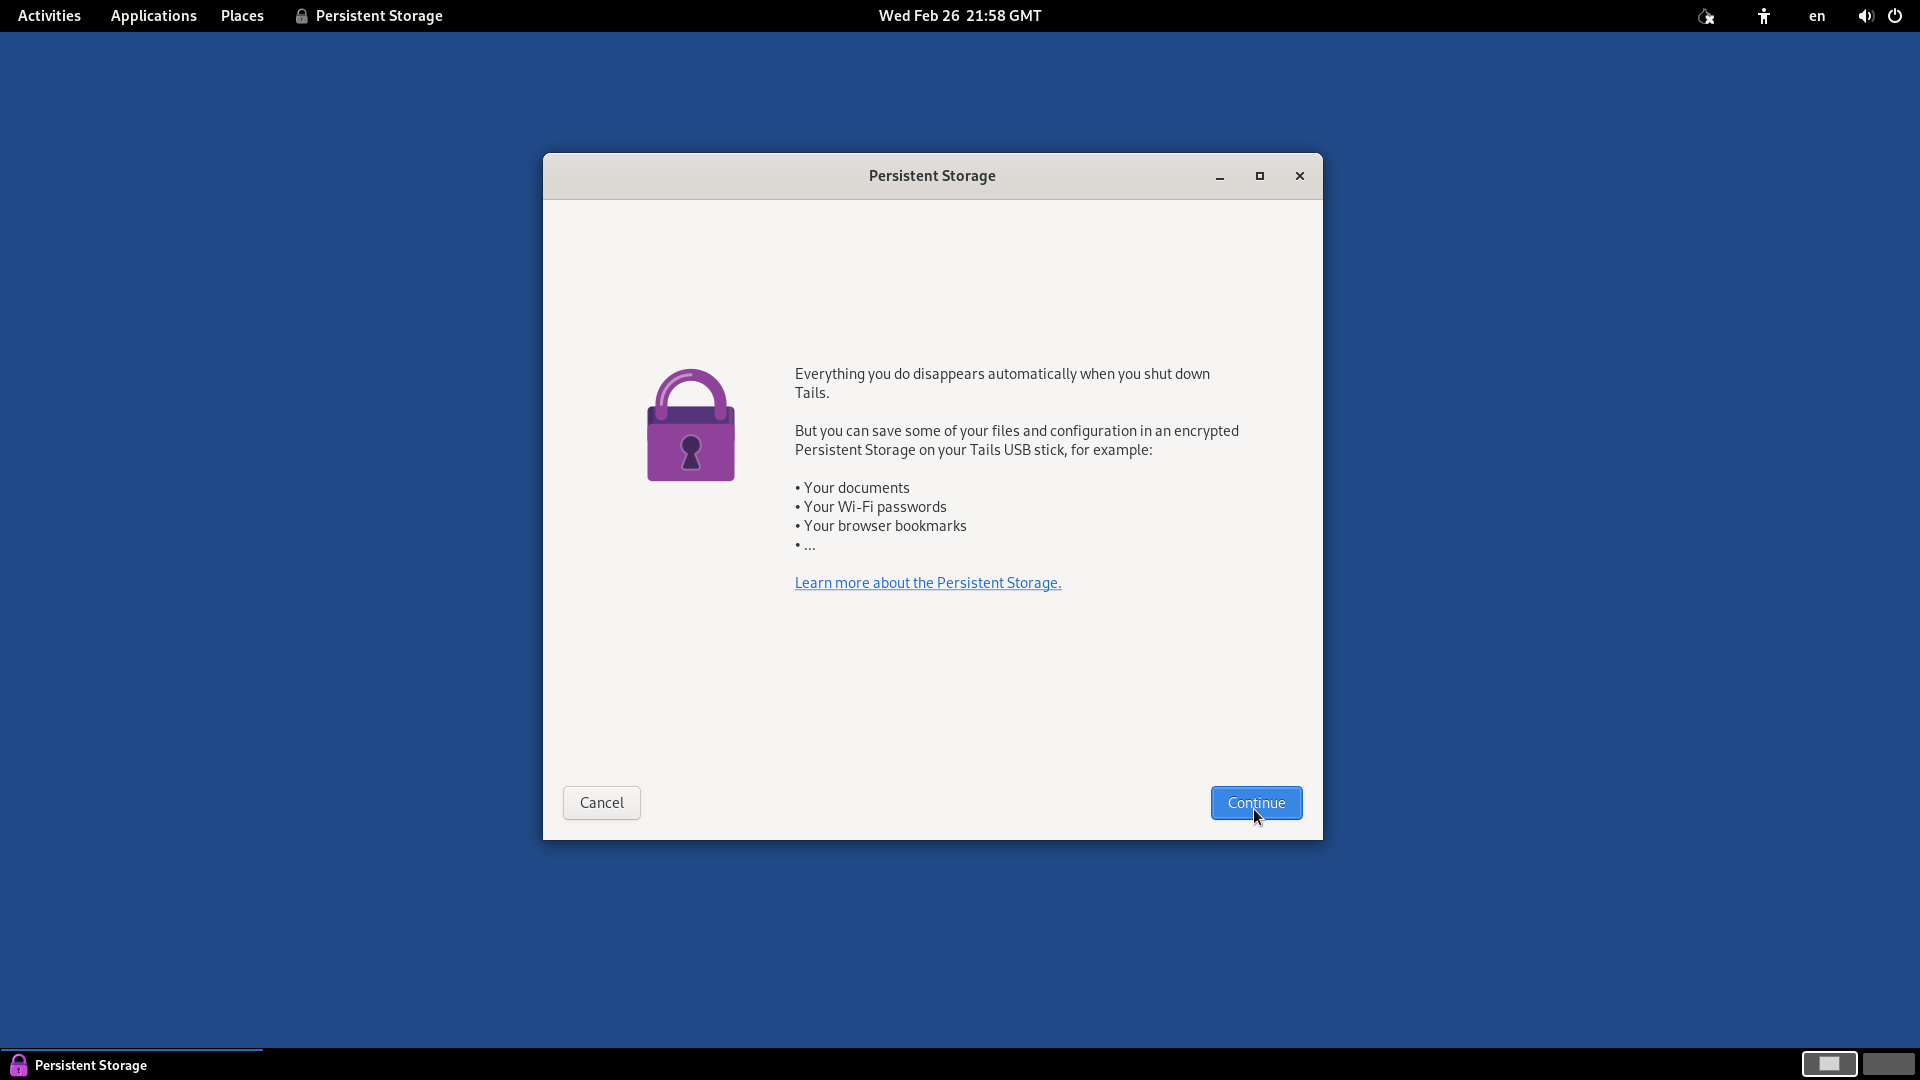 Activities Applications Places Persistent Storage Wed Feb 26 21:58 GMT en
Persistent Storage
Everything you do disappears automatically when you shut down
Tails.
But you can save some of your files and configuration in an encrypted
Persistent Storage on your Tails USB stick, for example:
• Your documents
• Your Wi-Fi passwords
• Your browser bookmarks
• ...
Learn more about the Persistent Storage.
Cancel Continue
Persistent Storage